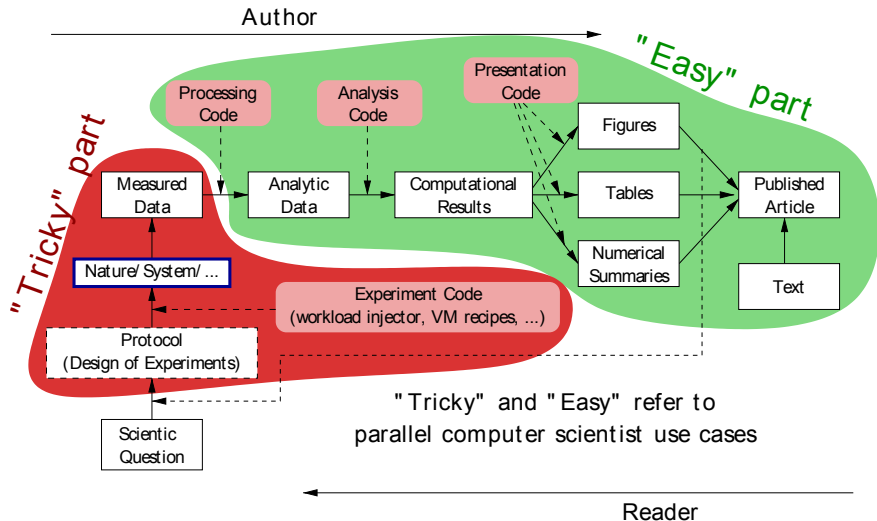 Author
"Easy" part
Processing
Code
Analysis
Code
Presentation
Code
Figures
"Tricky" part
Measured
Data
Analytic
Data
Computational
Results
Tables
Published
Article
Nature/ System/ ...
Numerical
Summaries
Text
Experiment Code
(workload injector, VM recipes, ...)
Protocol
(Design of Experiments)
"Tricky" and "Easy" refer to
parallel computer scientist use cases
Scientic
Question
Reader